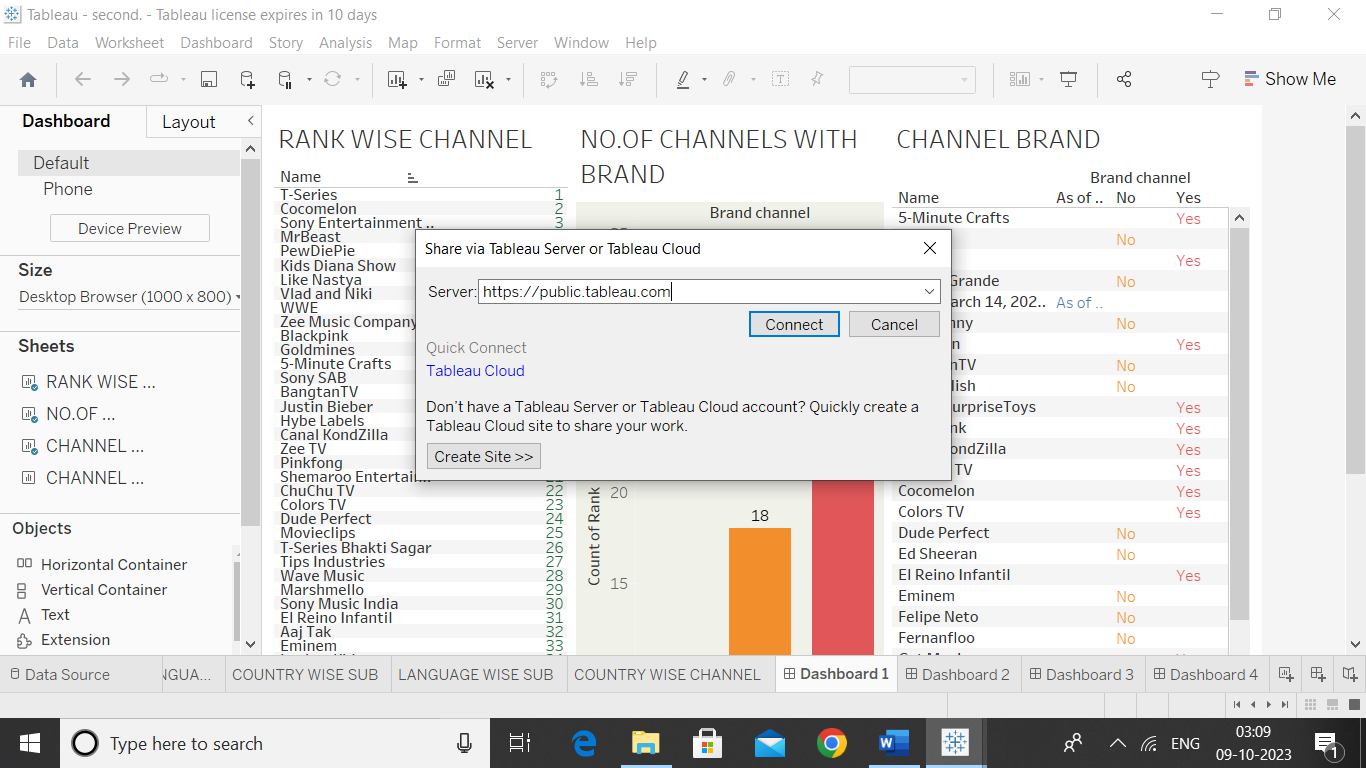 Tableau - second. - Tableau license expires in 10 days
File Data Worksheet Dashboard Story Analysis Map Format Server Window Help
Show Me
Dashboard
Layout
Default
Phone
Device Preview
Size
Desktop Browser (1000 x 800)
Sheets
RANK WISE ...
NO.OF ...
CHANNEL ...
CHANNEL ...
Objects
Horizontal Container
Vertical Container
Text
Extension
RANK WISE CHANNEL
Name
T-Series 1
Cocomelon 2
Sony Entertainment .. 3
MrBeast
PewDiePie
Kids Diana Show
Like Nastya
Vlad and Niki
WWE
Zee Music Company
Blackpink
Goldmines
5-Minute Crafts
Sony SAB
BangtanTV
Justin Bieber
Hybe Labels
Canal KondZilla
Zee TV
Pinkfong
Shemaroo Entertai...
ChuChu TV 22
Colors TV 23
Dude Perfect 24
Movieclips 25
T-Series Bhakti Sagar 26
Tips Industries 27
Wave Music 28
Marshmello 29
Sony Music India 30
El Reino Infantil 31
Aaj Tak 32
Eminem 33
NO.OF CHANNELS WITH
BRAND
Brand channel
Count of Rank
20
18
15
CHANNEL BRAND
Brand channel
Name As of .. No Yes
5-Minute Crafts Yes
No
Yes
Grande No
arch 14, 202.. As of ..
nny No
n Yes
nTV No
lish No
urpriseToys Yes
nk Yes
ondZilla Yes
TV Yes
Cocomelon Yes
Colors TV Yes
Dude Perfect No
Ed Sheeran No
El Reino Infantil Yes
Eminem No
Felipe Neto No
Fernanfloo No
Share via Tableau Server or Tableau Cloud
Server: https://public.tableau.com
Connect
Cancel
Quick Connect
Tableau Cloud
Don't have a Tableau Server or Tableau Cloud account? Quickly create a
Tableau Cloud site to share your work.
Create Site >>
Data Source
NGUA...
COUNTRY WISE SUB
LANGUAGE WISE SUB
COUNTRY WISE CHANNEL
Dashboard 1
Dashboard 2
Dashboard 3
Dashboard 4
Type here to search
ENG
03:09
09-10-2023
1